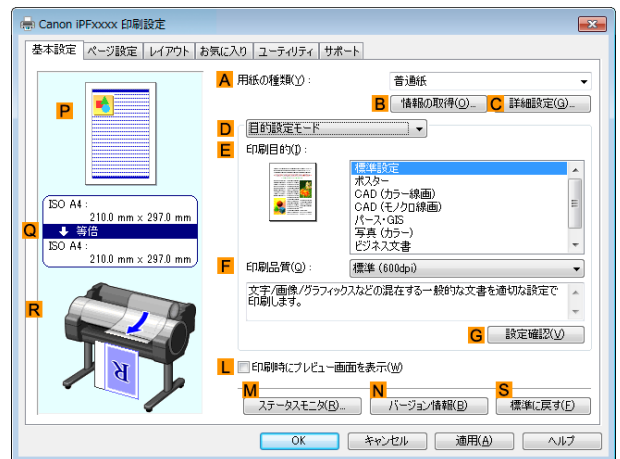 Canon iPFxxxx 印刷設定
基本設定 ページ設定 レイアウト お気に入り ユーティリティ サポート
A 用紙の種類(Y): 普通紙
B 情報の取得(O)... C 詳細設定(G)...
P
D 目的設定モード
E 印刷目的(I):
標準設定
ポスター
CAD (カラー線画)
CAD (モノクロ線画)
パース・GIS
写真 (カラー)
ビジネス文書
ISO A4 :
210.0 mm x 297.0 mm
Q 等倍
ISO A4 :
210.0 mm x 297.0 mm
F 印刷品質(Q): 標準 (600dpi)
文字/画像/グラフィックスなどの混在する一般的な文書を適切な設定で
印刷します。
R
G 設定確認(V)
R
L 印刷時にプレビュー画面を表示(W)
M ステータスモニタ(R)... N バージョン情報(B) S 標準に戻す(F)
OK キャンセル 適用(A) ヘルプ